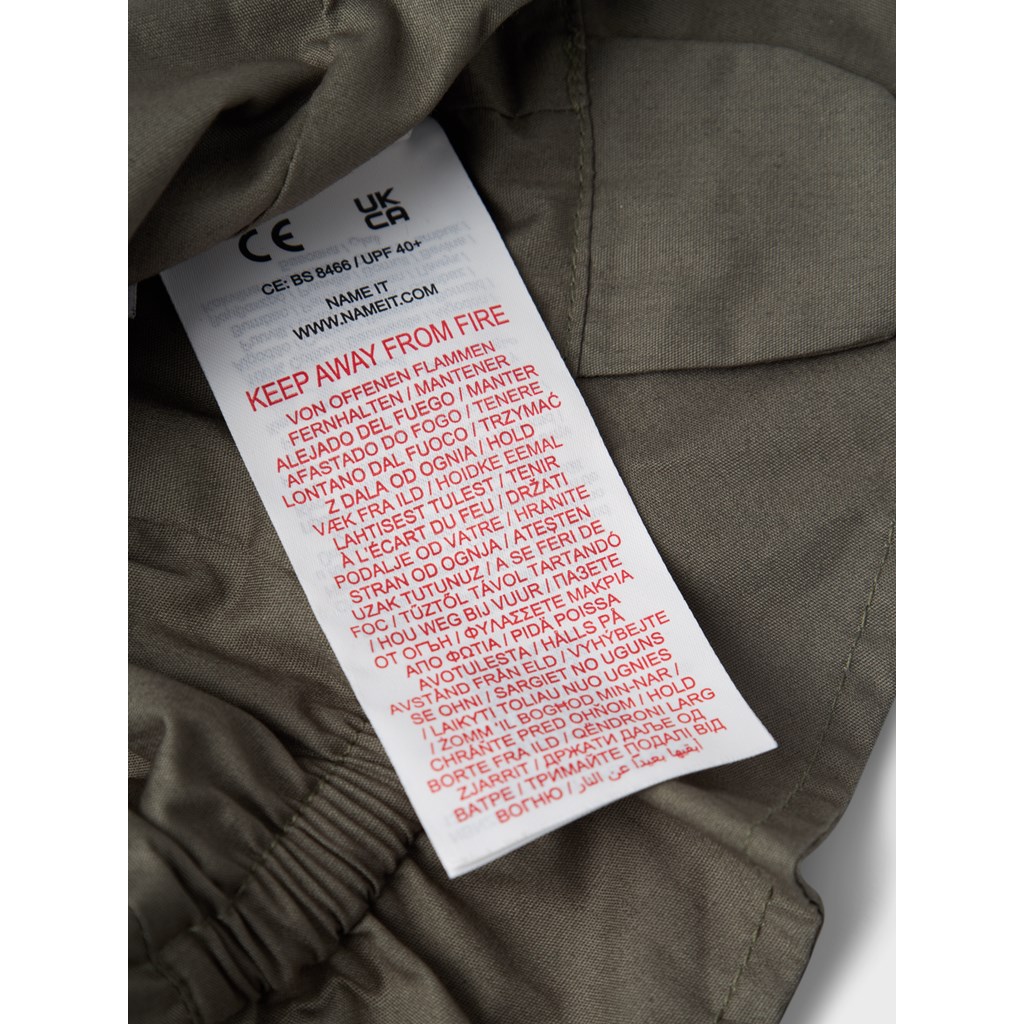 CE
UK
CA
CE: BS 8466 / UPF 40+
NAME IT
WWW.NAMEIT.COM
KEEP AWAY FROM FIRE
VON OFFENEN FLAMMEN
FERNHALTEN / MANTENER
ALEJADO DEL FUEGO / MANTER
AFASTADO DO FOGO / TENERE
LONTANO DAL FUOCO / TRZYMAĆ
Z DALA OD OGNIA / HOLD
VÆK FRA ILD / HOIDKE EEMAL
LAHTISEST TULEST / TENIR
À L'ÉCART DU FEU / DRŽATI
PODALJE OD VATRE / HRANITE
STRAN OD OGNJA / ATEŞTEN
UZAK TUTUNUZ / A SE FERI DE
FOC / TŰZTŐL TÁVOL TARTANDÓ
/ HOU WEG BIJ VUUR / ПАЗЕТЕ
ОТ ОГЪН / ΦΥΛΑΣΣΕΤΕ ΜΑΚΡΙΑ
ΑΠΟ ΦΩΤΙΑ / PIDÄ POISSA
AVOTULESTA / HÅLLS PÅ
AVSTÅND FRÅN ELD / VYHÝBEJTE
SE OHNI / SARGIET NO UGUNS
/ LAIKYTI TOLIAU NUO UGNIES
/ ŻOMM 'IL BOGĦOD MIN-NAR /
CHRÁŇTE PRED OHŇOM / HOLD
BORTE FRA ILD / QËNDRONI LARG
ZJARRIT / ДРЖАТИ ДАЉЕ ОД
ВАТРЕ / ТРИМАЙТЕ ПОДАЛІ ВІД
ВОГНЮ / أبقيها بعيداً عن النار